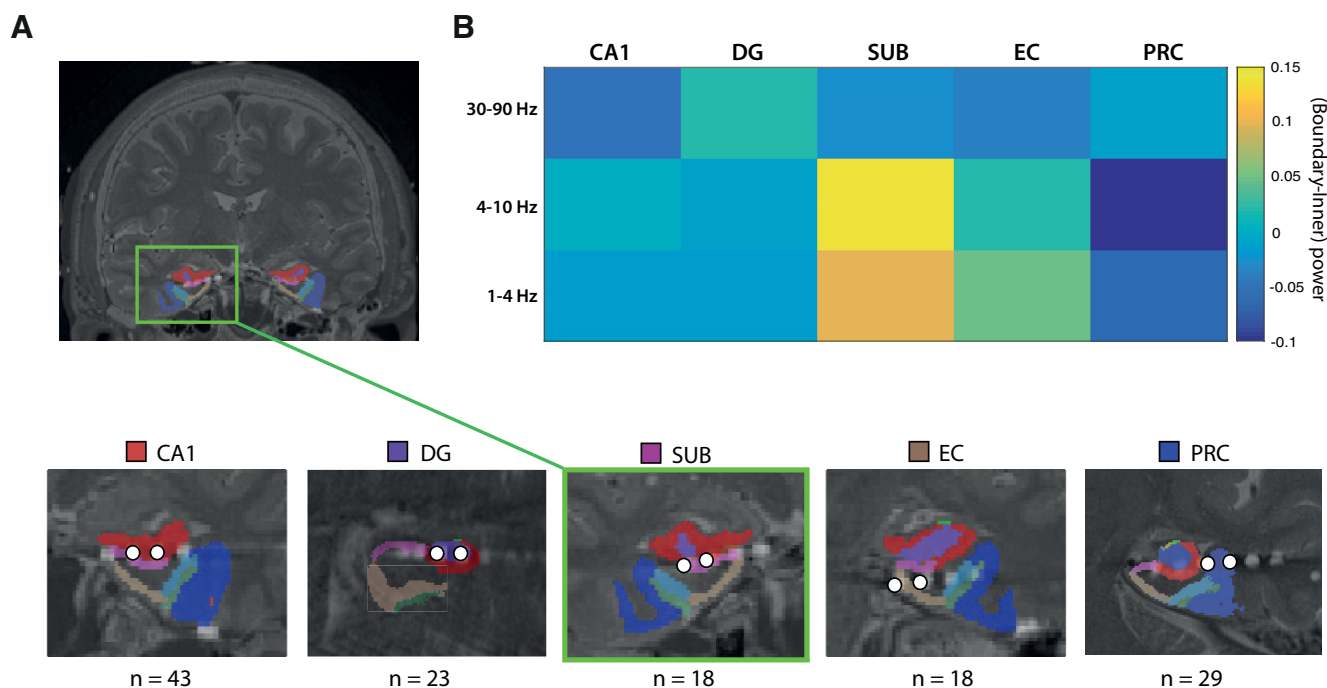 A
B
CA1 DG SUB EC PRC
30-90 Hz
4-10 Hz
1-4 Hz
0.15
0.1
0.05
0
-0.05
-0.1
(Boundary-Inner) power
CA1 DG SUB EC PRC
n = 43 n = 23 n = 18 n = 18 n = 29